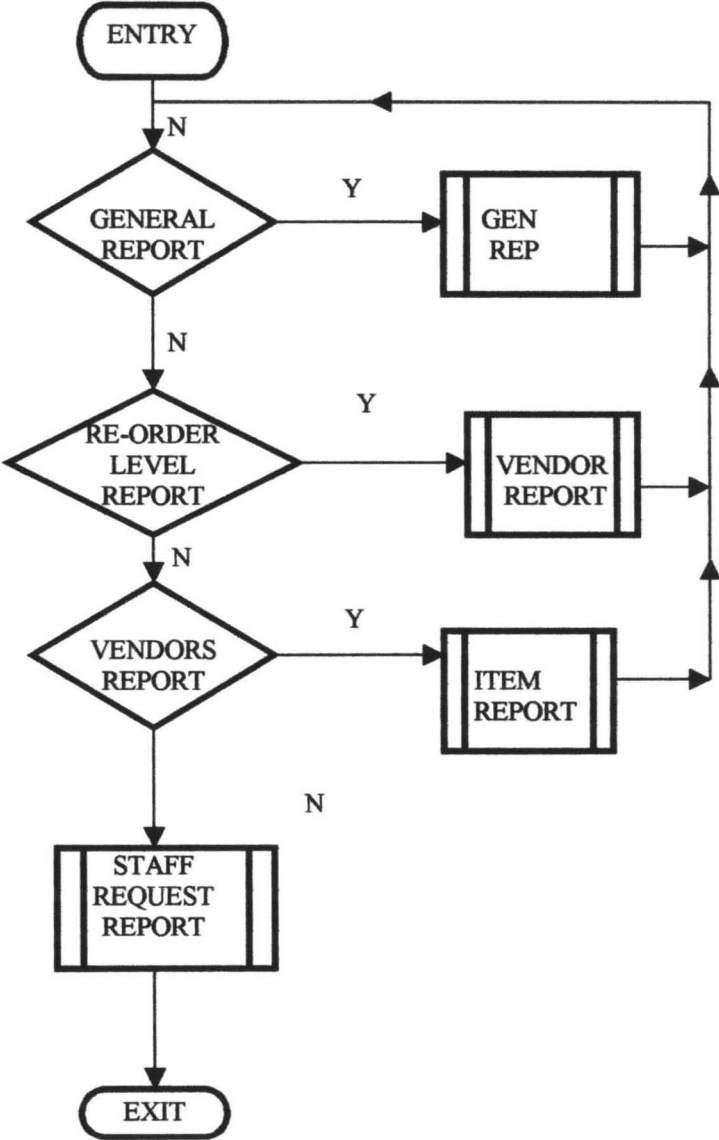 ENTRY
N
GENERAL
REPORT
Y
GEN
REP
N
RE-ORDER
LEVEL
REPORT
Y
VENDOR
REPORT
N
VENDORS
REPORT
Y
ITEM
REPORT
N
STAFF
REQUEST
REPORT
EXIT